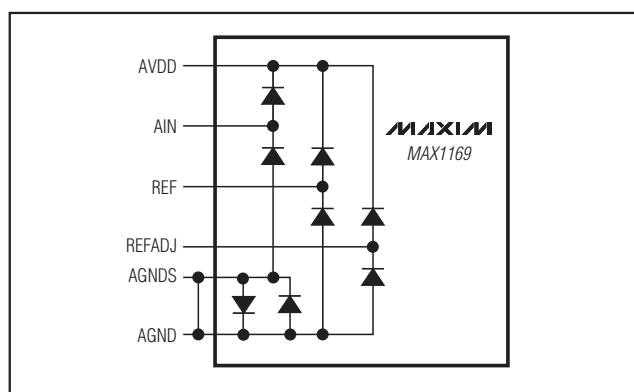 AVDD
AIN
MAXIM
MAX1169
REF
REFADJ
AGNDS
AGND